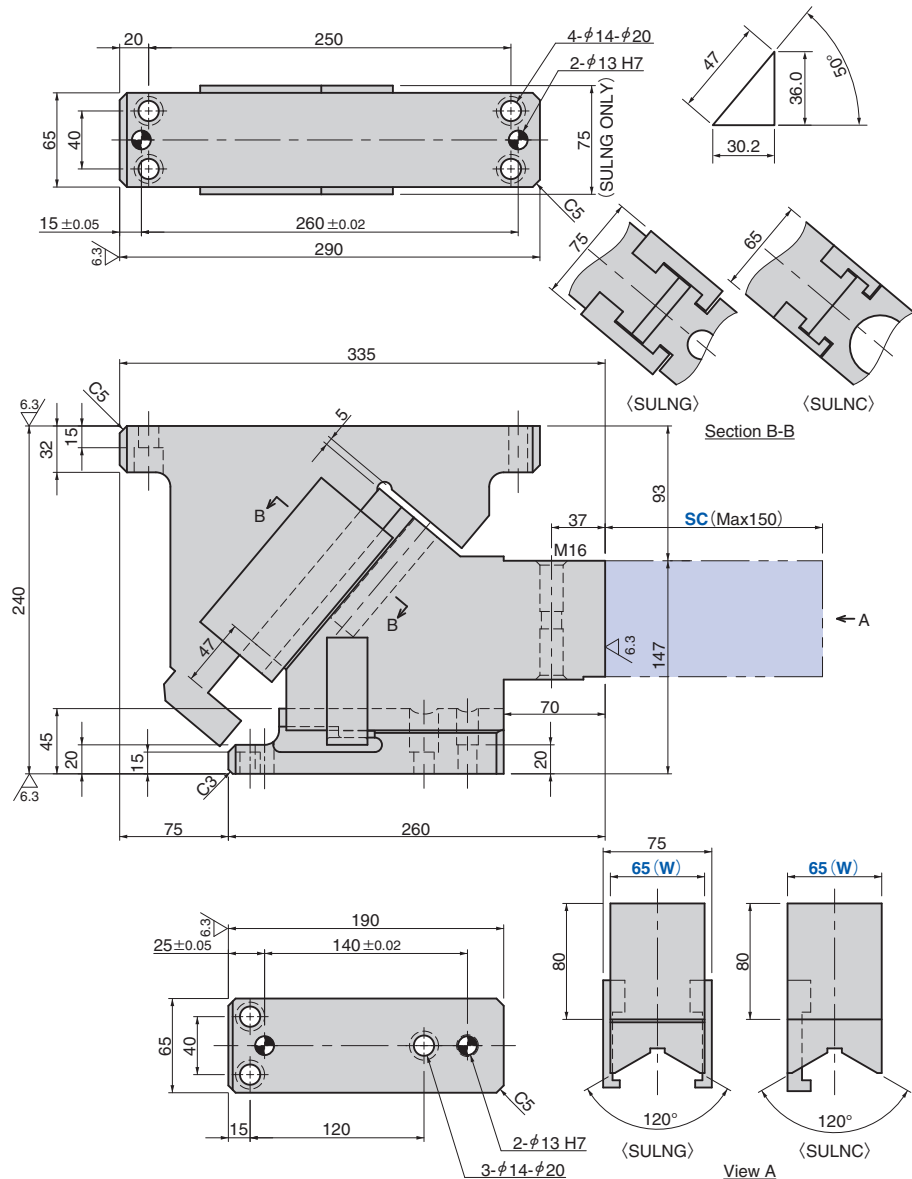 20
250
4-φ14-φ20
2-φ13 H7
65
40
75
(SULNG ONLY)
C5
15±0.05
260±0.02
290
6.3
47
50°
36.0
30.2
75
65
〈SULNG〉
〈SULNC〉
Section B-B
335
C5
6.3
15
32
5
B
B
93
37
SC(Max150)
M16
A
240
6.3
147
47
70
45
20
15
20
6.3
C3
75
260
190
6.3
25±0.05
140±0.02
65
40
C5
15
120
2-φ13 H7
3-φ14-φ20
75
65(W)
65(W)
80
80
120°
120°
〈SULNG〉
〈SULNC〉
View A